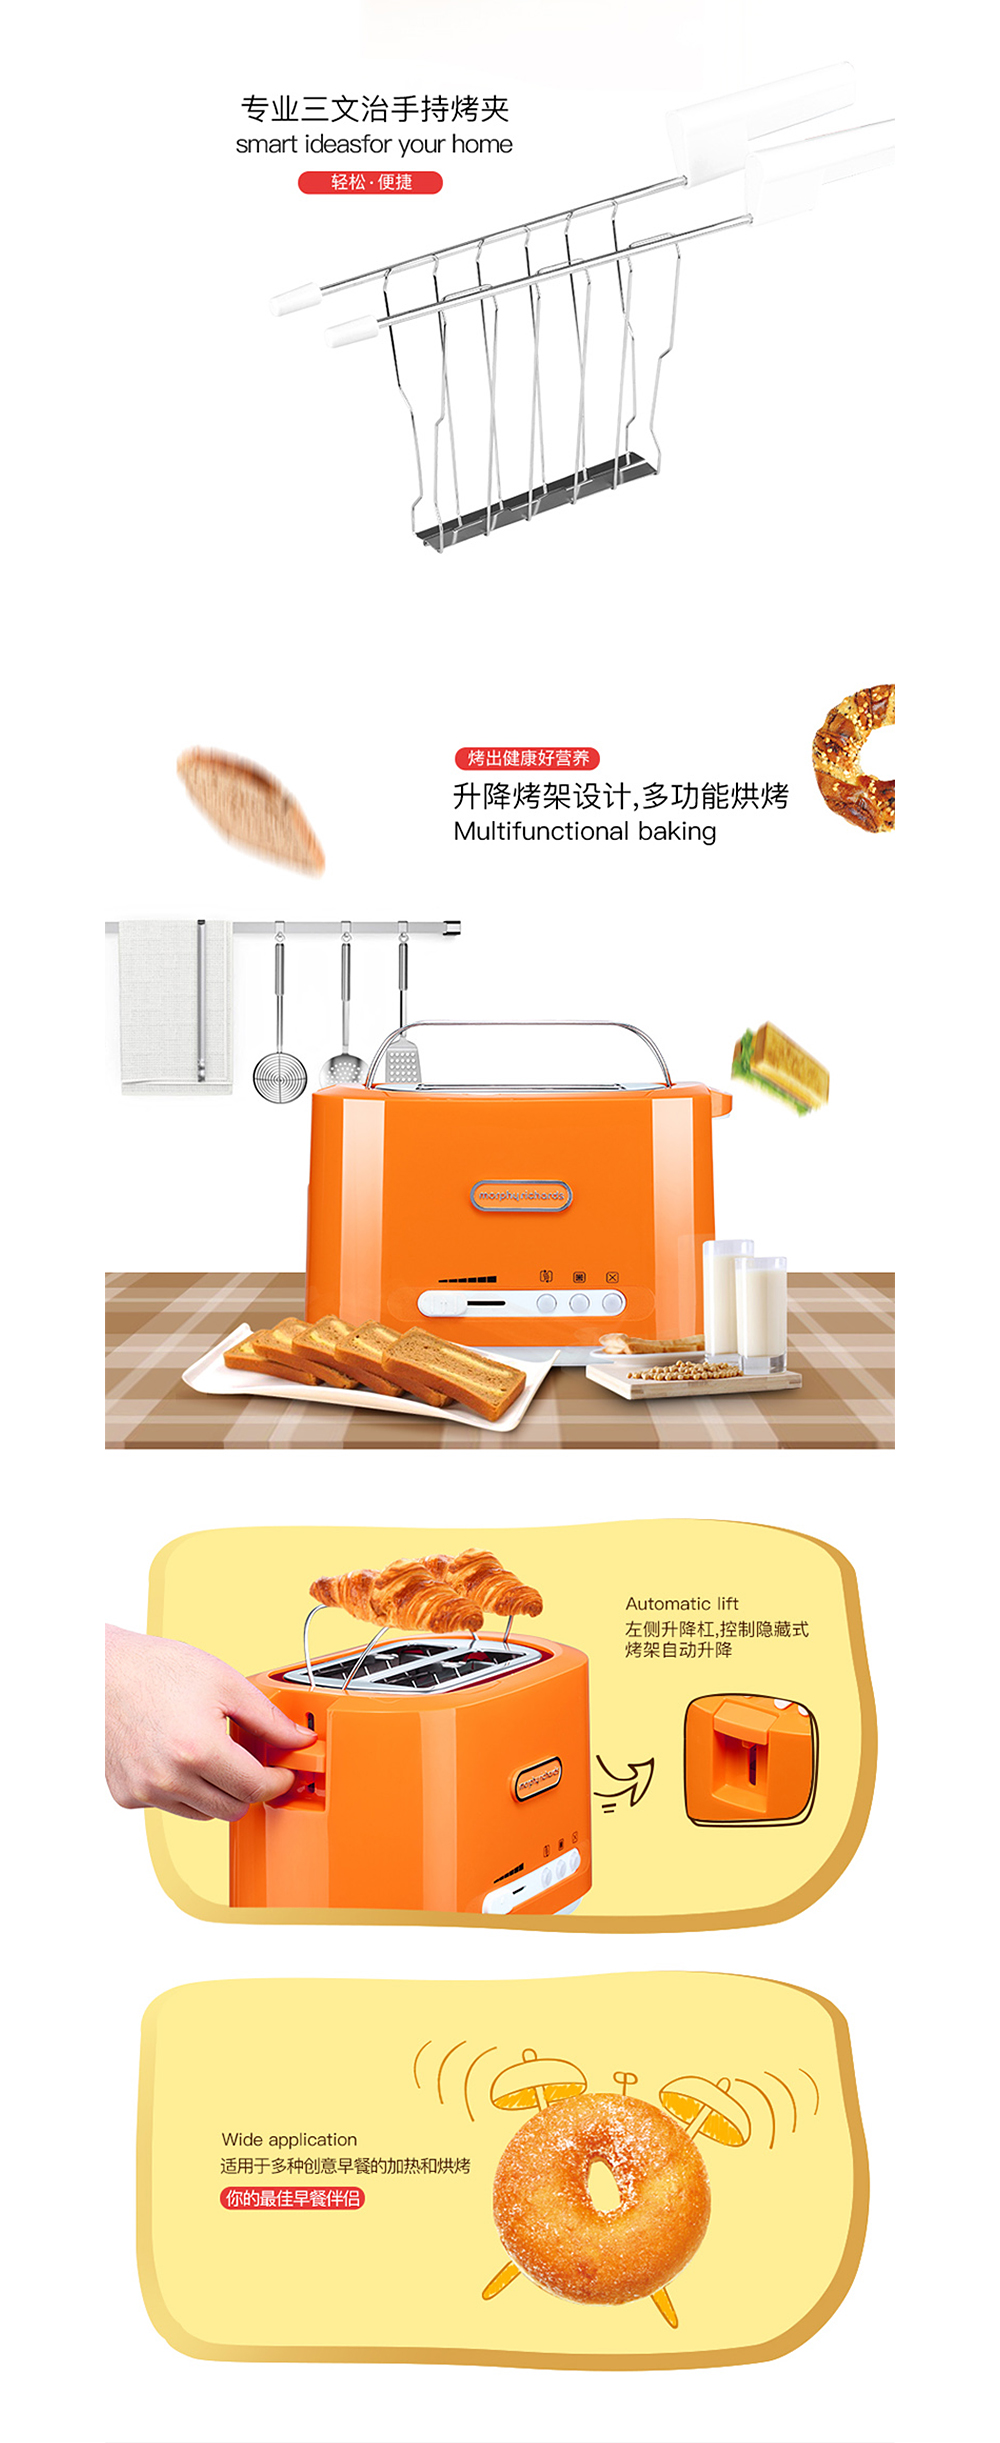 专业三文治手持烤夹
smart ideasfor your home
轻松·便捷
烤出健康好营养
升降烤架设计,多功能烘烤
Multifunctional baking
morphyrichards
Automatic lift
左侧升降杠,控制隐藏式
烤架自动升降
morphyrichards
Wide application
适用于多种创意早餐的加热和烘烤
你的最佳早餐伴侣